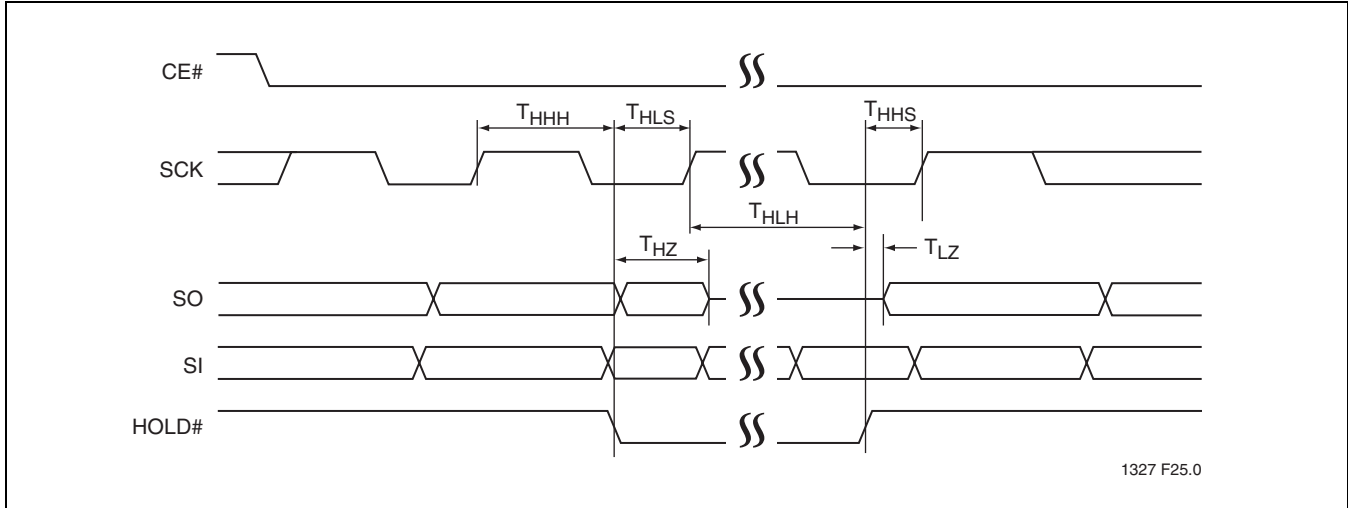 CE#
THHH
THLS
THHS
SCK
THLH
THZ
TLZ
SO
SI
HOLD#
1327 F25.0